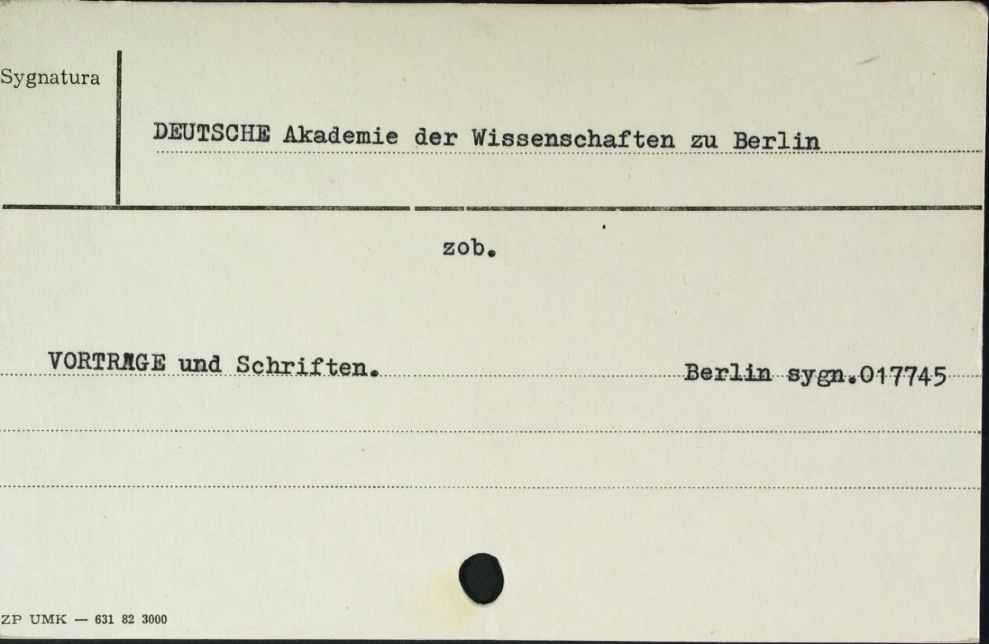 Sygnatura
DEUTSCHE Akademie der Wissenschaften zu Berlin
zob.
VORTRÄGE und Schriften. Berlin sygn.017745
ZP UMK — 631 82 3000